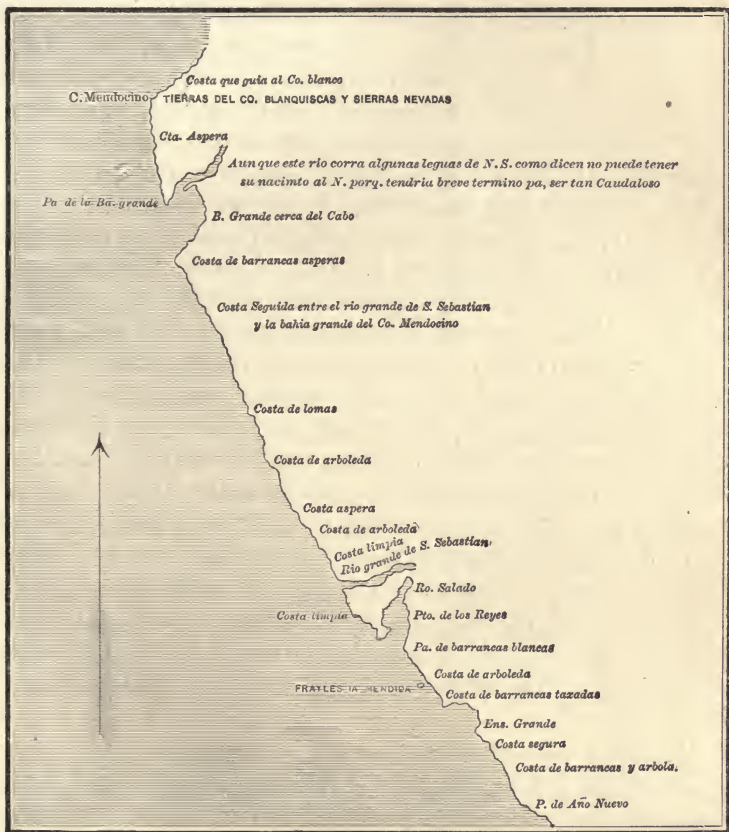 Costa que guia al Co. blanco
C. Mendocino TIERRAS DEL CO. BLANQUISCAS Y SIERRAS NEVADAS
Cta. Aspera
Aunque este rio corra algunas leguas de N. S. como dicen no puede tener
su nacimto al N. porq. tendria breve termino pa, ser tan Caudaloso
Pa de la Ba. grande
B. Grande cerca del Cabo
Costa de barrancas asperas
Costa Seguida entre el rio grande de S. Sebastian
y la bahia grande del Co. Mendocino
Costa de lomas
Costa de arboleda
Costa aspera
Costa de arboleda
Costa limpia
Rio grande de S. Sebastian
Ro. Salado
Costa limpia
Pto. de los Reyes
Pa. de barrancas blancas
Costa de arboleda
FRAYLES
Costa de barrancas taxadas
Ens. Grande
Costa segura
Costa de barrancas y arbola.
P. de Año Nuevo